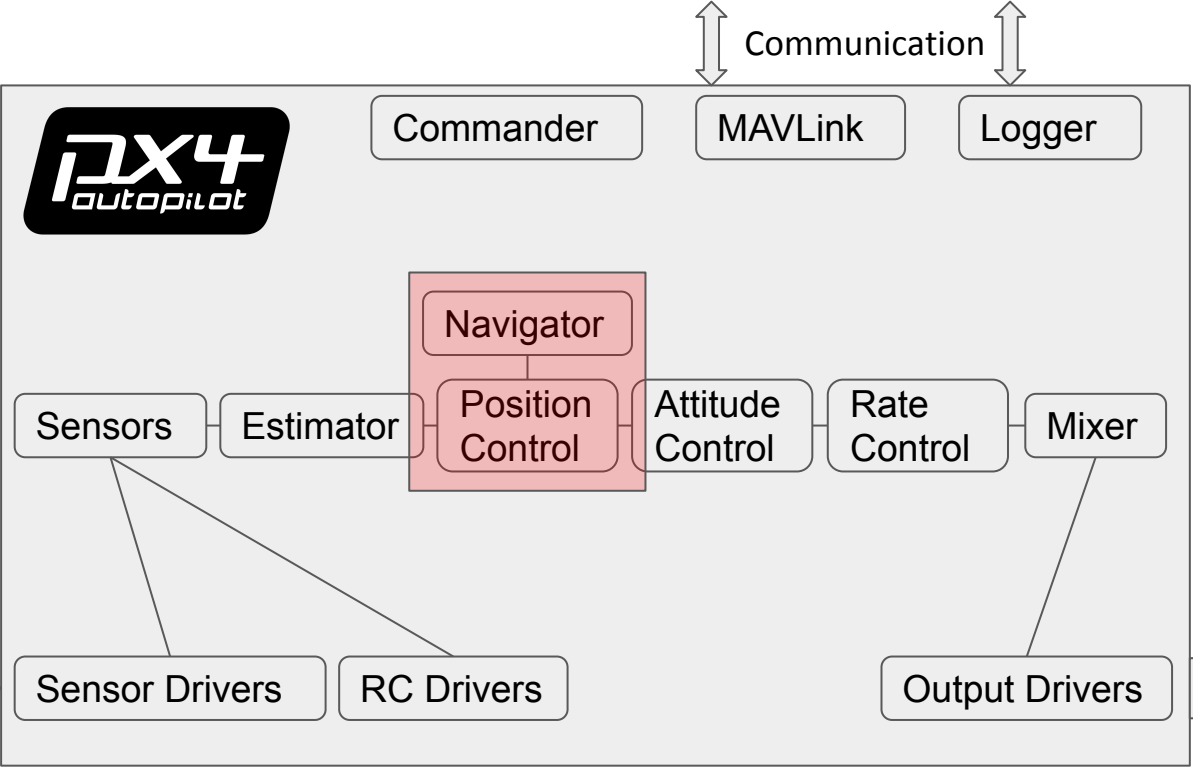 Communication
Commander
MAVLink
Logger
px4
autopilot
Navigator
Sensors
Estimator
Position
Control
Attitude
Control
Rate
Control
Mixer
Sensor Drivers
RC Drivers
Output Drivers